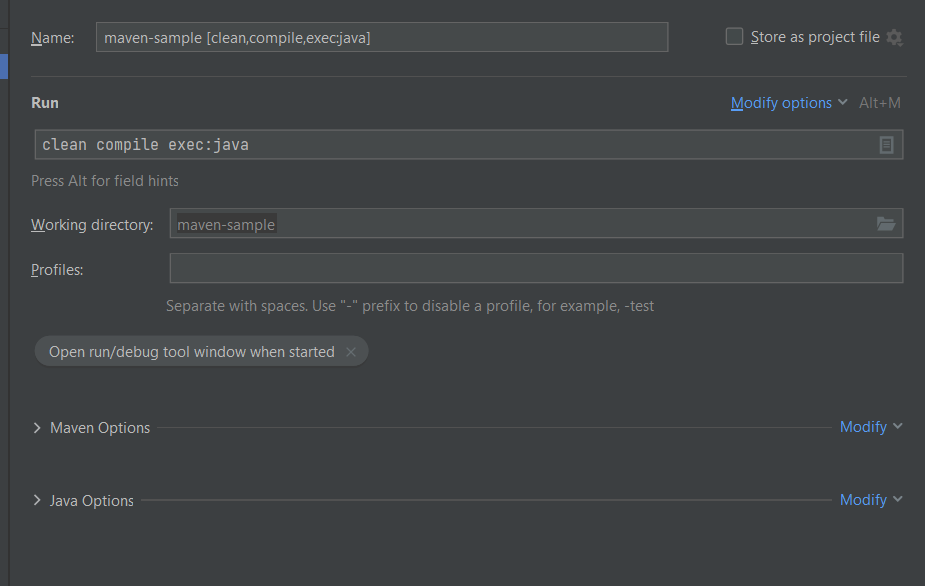 Name: maven-sample [clean,compile,exec:java] Store as project file
Run Modify options Alt+M
clean compile exec:java
Press Alt for field hints
Working directory: maven-sample
Profiles:
Separate with spaces. Use "-" prefix to disable a profile, for example, -test
Open run/debug tool window when started
Maven Options Modify
Java Options Modify